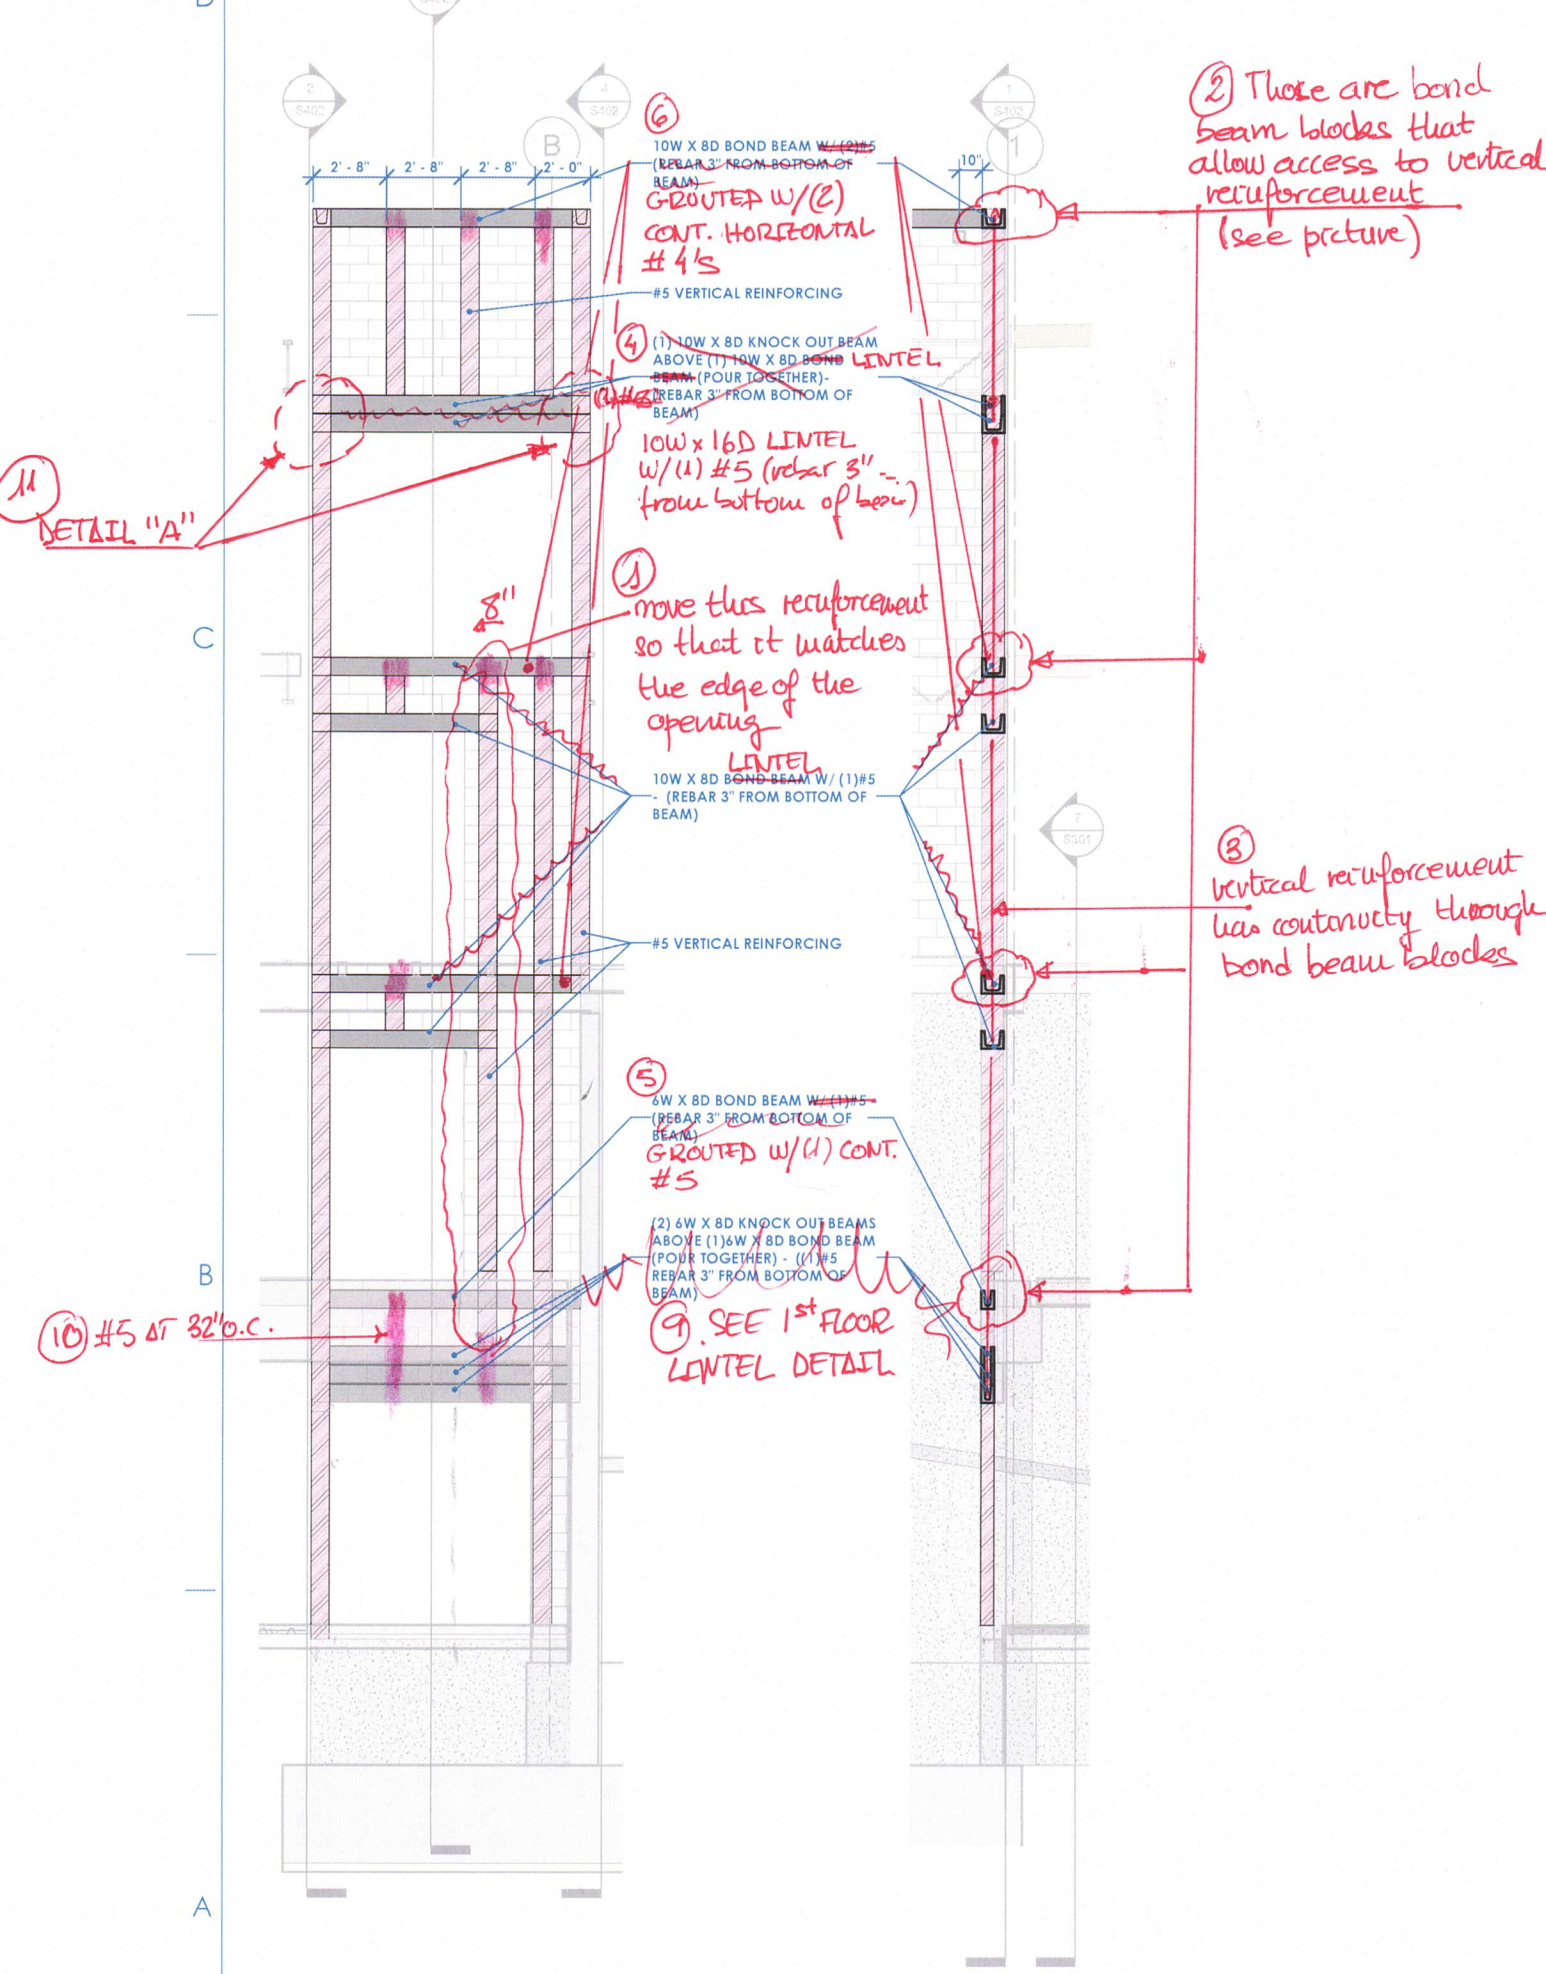 D
2
S402
4
S402
B
1
S402
1
2' - 8"
2' - 8"
2' - 8"
2' - 0"
10"
6
10W X 8D BOND BEAM W/ (2)#5
(REBAR 3" FROM BOTTOM OF
BEAM)
GROUTED W/(2)
CONT. HORIZONTAL
# 4'S
#5 VERTICAL REINFORCING
2 Those are bond
beam blocks that
allow access to vertical
reinforcement
(see picture)
4
(1) 10W X 8D KNOCK OUT BEAM
ABOVE (1) 10W X 8D BOND LINTEL
BEAM (POUR TOGETHER)-
(REBAR 3" FROM BOTTOM OF
BEAM)
10W x 16D LINTEL
W/(1) #5 (rebar 3"
from bottom of beam)
11
DETAIL "A"
C
8"
1
move this reinforcement
so that it matches
the edge of the
opening
LINTEL
10W X 8D BOND BEAM W/ (1)#5
- (REBAR 3" FROM BOTTOM OF
BEAM)
7
S301
3
vertical reinforcement
has continuity through
bond beam blocks
#5 VERTICAL REINFORCING
5
6W X 8D BOND BEAM W/ (1)#5 -
(REBAR 3" FROM BOTTOM OF
BEAM)
GROUTED W/(1) CONT.
#5
(2) 6W X 8D KNOCK OUT BEAMS
ABOVE (1)6W X 8D BOND BEAM
(POUR TOGETHER) - ((1)#5
REBAR 3" FROM BOTTOM OF
BEAM)
B
9. SEE 1st FLOOR
LINTEL DETAIL
10 #5 AT 32" O.C.
A